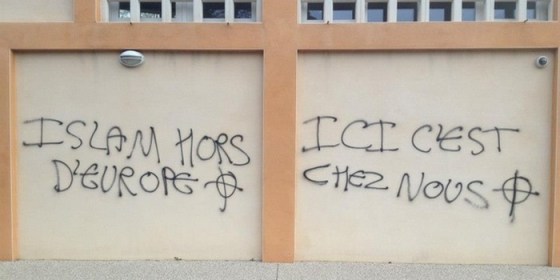 ISLAM HORS
D'EUROPE
ICI C'EST
CHEZ NOUS